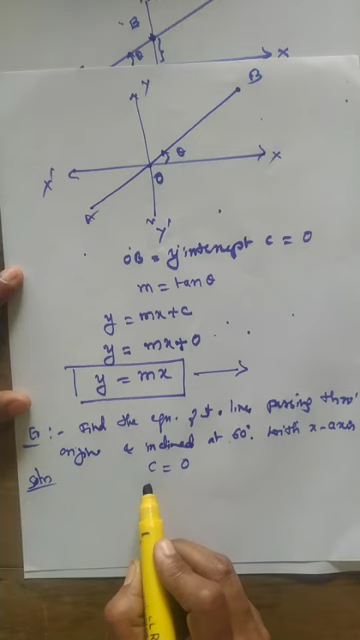 B
θ
X
Y
B
θ
X' C
X
O
A
Y'
OB = y intercept c = 0
m = tan θ
y = mx + c
y = mx + 0
y = mx
E:- Find the eqn. of t. line passing thro'
origin & inclined at 60° with x-axis
Soln
c = 0